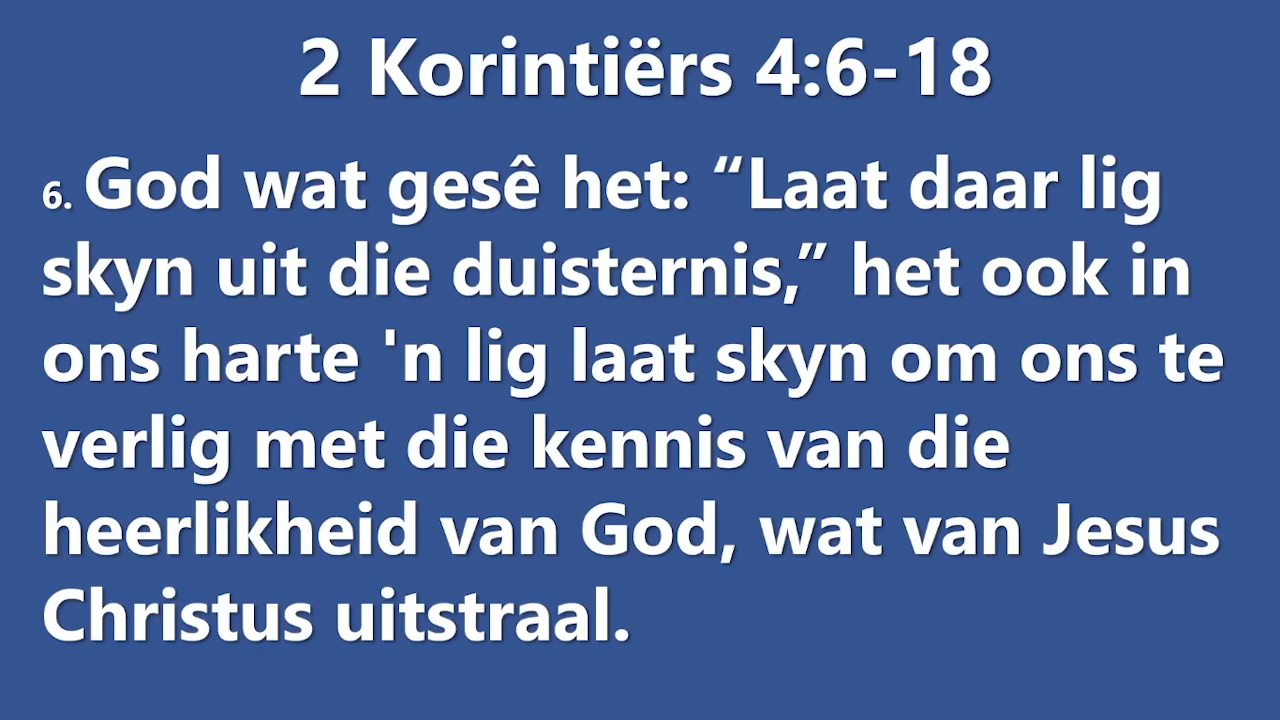 2 Korintiërs 4:6-18
6. God wat gesê het: “Laat daar lig
skyn uit die duisternis,” het ook in
ons harte 'n lig laat skyn om ons te
verlig met die kennis van die
heerlikheid van God, wat van Jesus
Christus uitstraal.